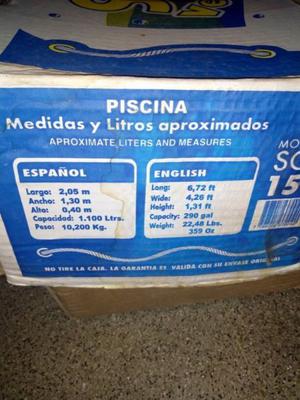 PISCINA
Medidas y Litros aproximados
APROXIMATE LITERS AND MEASURES
ESPAÑOL
Largo: 2,05 m
Ancho: 1,30 m
Alto: 0,40 m
Capacidad: 1.100 Ltrs.
Peso: 10,200 Kg.
ENGLISH
Long: 6,72 ft
Wide: 4,26 ft
Height: 1,31 ft
Capacity: 290 gal
Weight: 22,48 Lbs.
359 Oz
MO
SO
15
NO TIRE LA CAJA. LA GARANTIA ES VALIDA CON SU ENVASE ORIGINAL